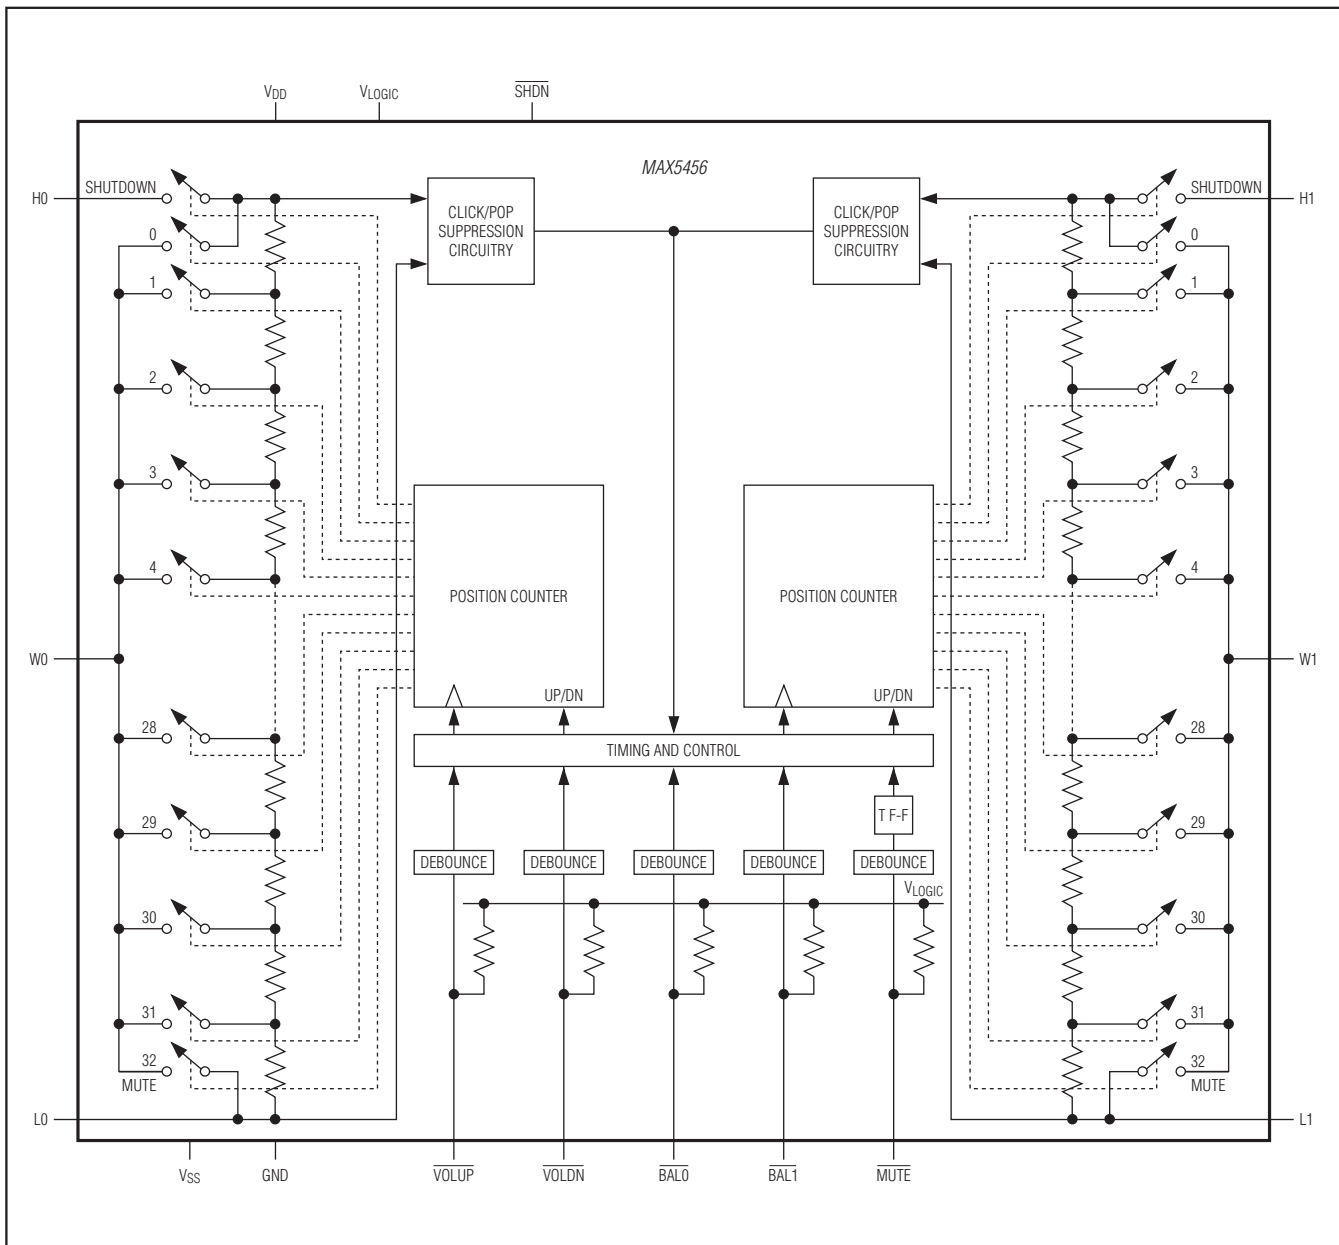 VDD VLOGIC SHDN
MAX5456
H0 SHUTDOWN
SHUTDOWN H1
CLICK/POP
SUPPRESSION
CIRCUITRY
CLICK/POP
SUPPRESSION
CIRCUITRY
0
0
1
1
2
2
3
3
4
4
POSITION COUNTER
POSITION COUNTER
W0
W1
UP/DN
UP/DN
28
28
TIMING AND CONTROL
T F-F
29
29
DEBOUNCE
DEBOUNCE
DEBOUNCE
DEBOUNCE
DEBOUNCE
VLOGIC
30
30
31
31
32
MUTE
32
MUTE
L0
L1
VSS GND VOLUP VOLDN BAL0 BAL1 MUTE